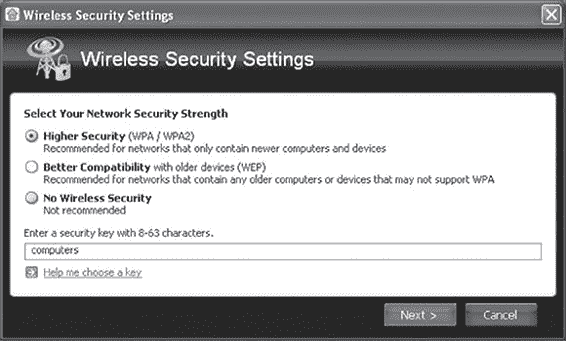 Wireless Security Settings
Wireless Security Settings
Select Your Network Security Strength
Higher Security (WPA / WPA2)
Recommended for networks that only contain newer computers and devices
Better Compatibility with older devices (WEP)
Recommended for networks that contain any older computers or devices that may not support WPA
No Wireless Security
Not recommended
Enter a security key with 8-63 characters.
computers
Help me choose a key
Next >
Cancel